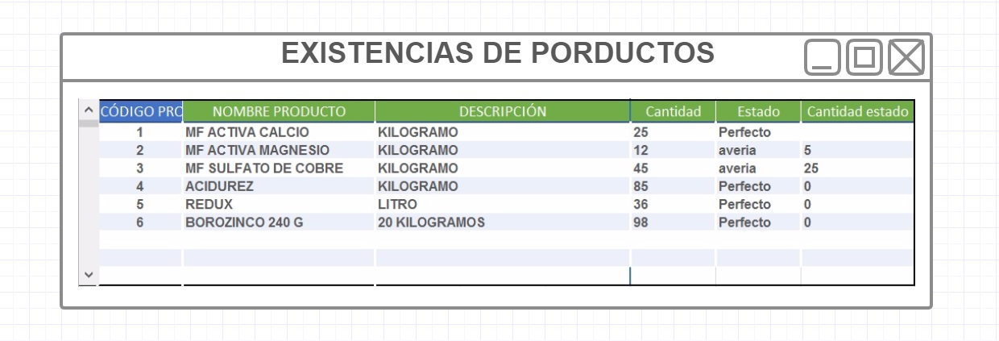 EXISTENCIAS DE PORDUCTOS
CÓDIGO PRO NOMBRE PRODUCTO DESCRIPCIÓN Cantidad Estado Cantidad estado
1 MF ACTIVA CALCIO KILOGRAMO 25 Perfecto
2 MF ACTIVA MAGNESIO KILOGRAMO 12 averia 5
3 MF SULFATO DE COBRE KILOGRAMO 45 averia 25
4 ACIDUREZ KILOGRAMO 85 Perfecto 0
5 REDUX LITRO 36 Perfecto 0
6 BOROZINCO 240 G 20 KILOGRAMOS 98 Perfecto 0